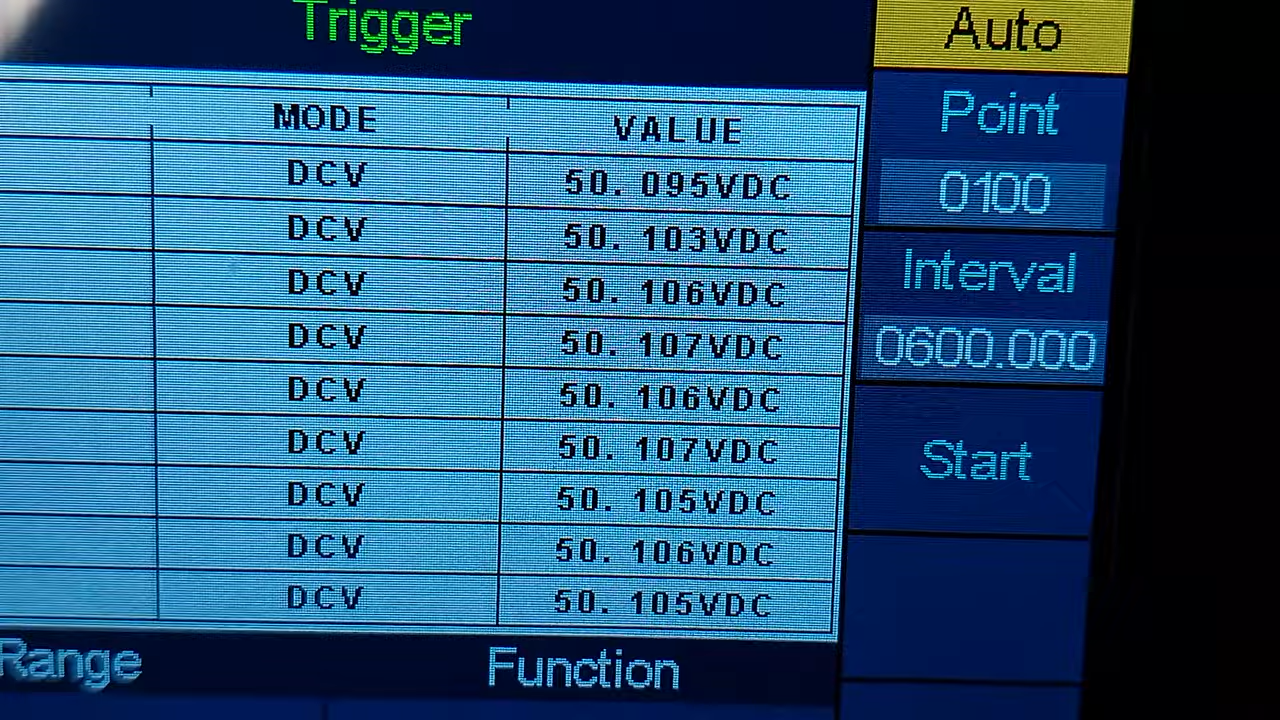 Trigger
Auto
MODE VALUE
DCV 50. 095VDC
DCV 50. 103VDC
DCV 50. 106VDC
DCV 50. 107VDC
DCV 50. 106VDC
DCV 50. 107VDC
DCV 50. 105VDC
DCV 50. 106VDC
DCV 50. 105VDC
Point
0100
Interval
0600.000
Start
Range Function